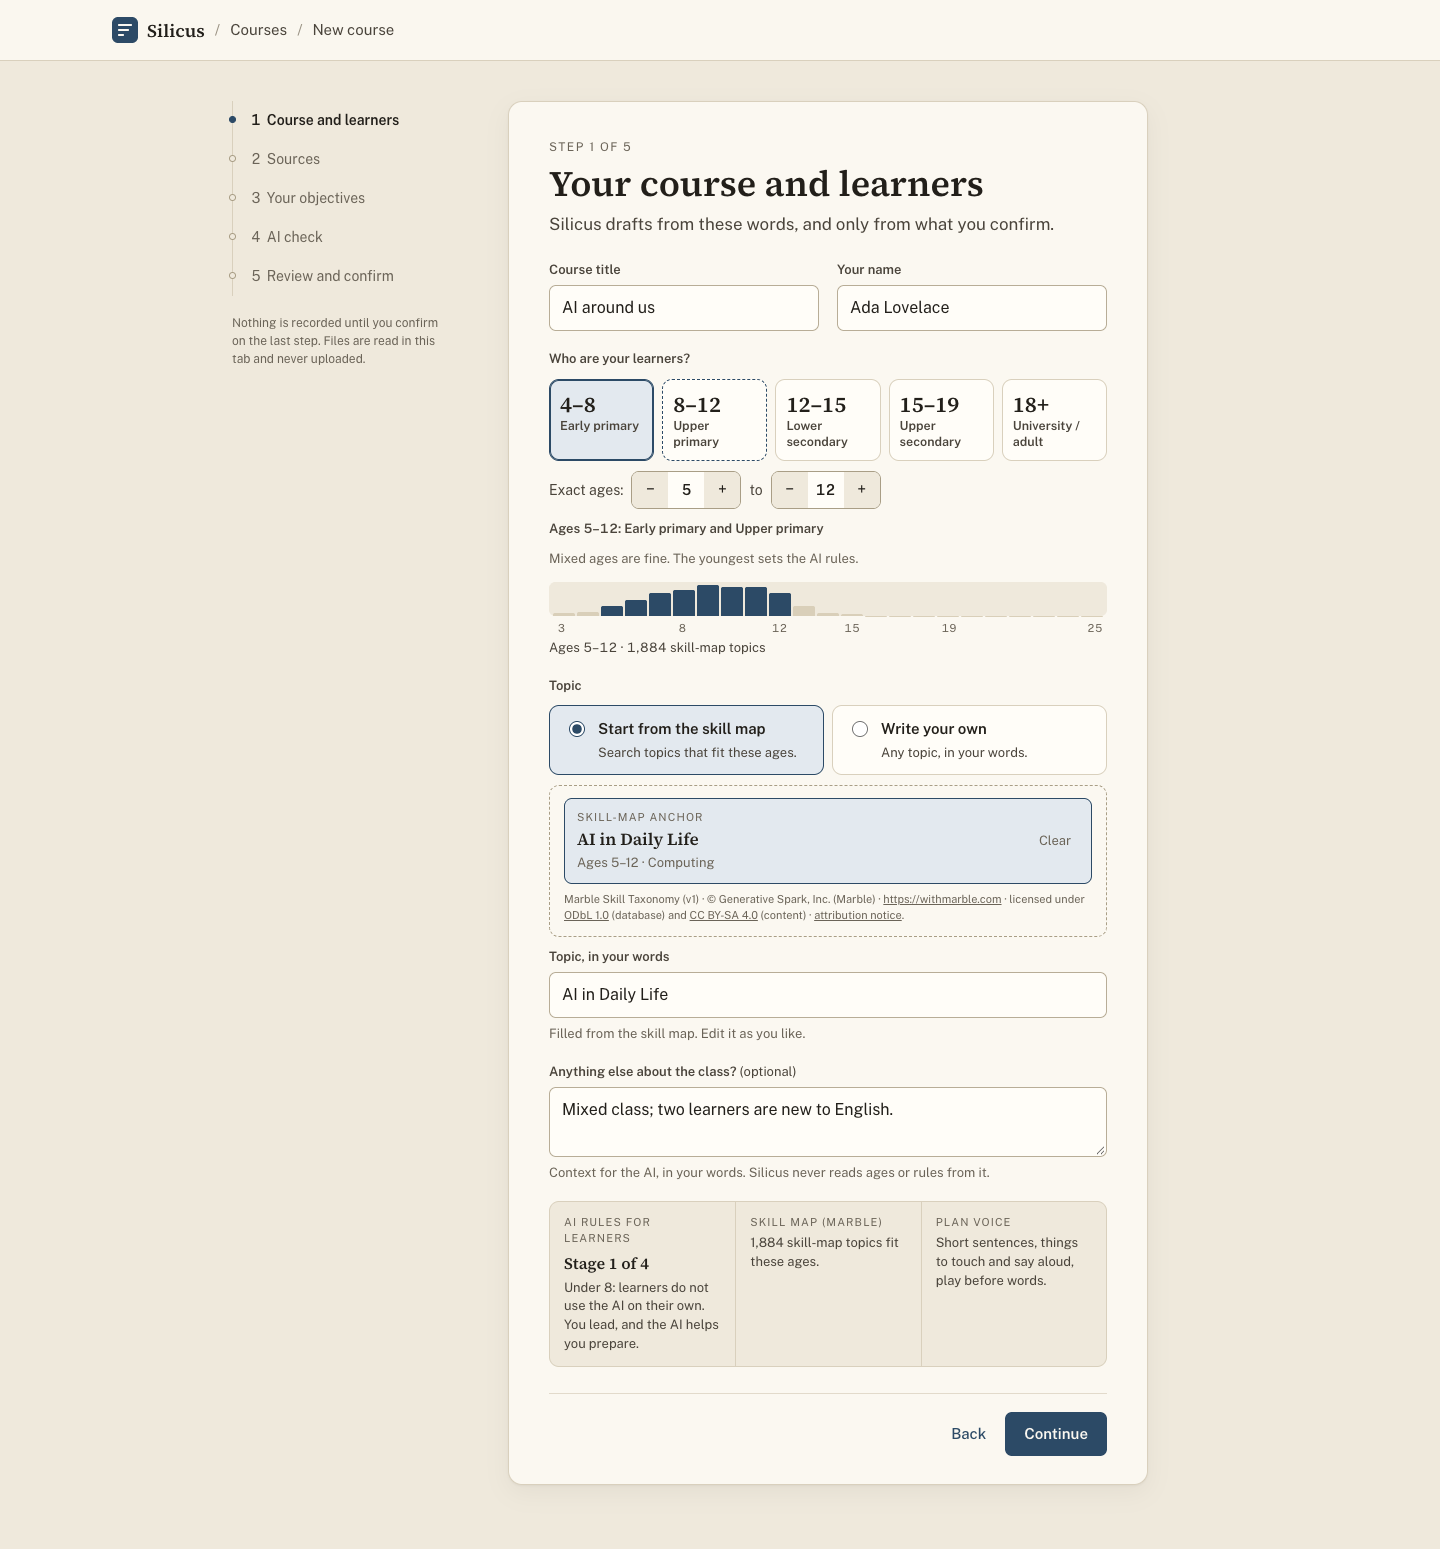 Silicus / Courses / New course
1 Course and learners
2 Sources
3 Your objectives
4 AI check
5 Review and confirm
Nothing is recorded until you confirm
on the last step. Files are read in this
tab and never uploaded.
STEP 1 OF 5
Your course and learners
Silicus drafts from these words, and only from what you confirm.
Course title
Your name
AI around us
Ada Lovelace
Who are your learners?
4–8
Early primary
8–12
Upper
primary
12–15
Lower
secondary
15–19
Upper
secondary
18+
University /
adult
Exact ages: − 5 + to − 12 +
Ages 5–12: Early primary and Upper primary
Mixed ages are fine. The youngest sets the AI rules.
3 8 12 15 19 25
Ages 5–12 · 1,884 skill-map topics
Topic
Start from the skill map
Search topics that fit these ages.
Write your own
Any topic, in your words.
SKILL-MAP ANCHOR
AI in Daily Life
Ages 5–12 · Computing
Clear
Marble Skill Taxonomy (v1) · © Generative Spark, Inc. (Marble) · https://withmarble.com · licensed under
ODbL 1.0 (database) and CC BY-SA 4.0 (content) · attribution notice.
Topic, in your words
AI in Daily Life
Filled from the skill map. Edit it as you like.
Anything else about the class? (optional)
Mixed class; two learners are new to English.
Context for the AI, in your words. Silicus never reads ages or rules from it.
AI RULES FOR
LEARNERS
Stage 1 of 4
Under 8: learners do not
use the AI on their own.
You lead, and the AI helps
you prepare.
SKILL MAP (MARBLE)
1,884 skill-map topics fit
these ages.
PLAN VOICE
Short sentences, things
to touch and say aloud,
play before words.
Back
Continue